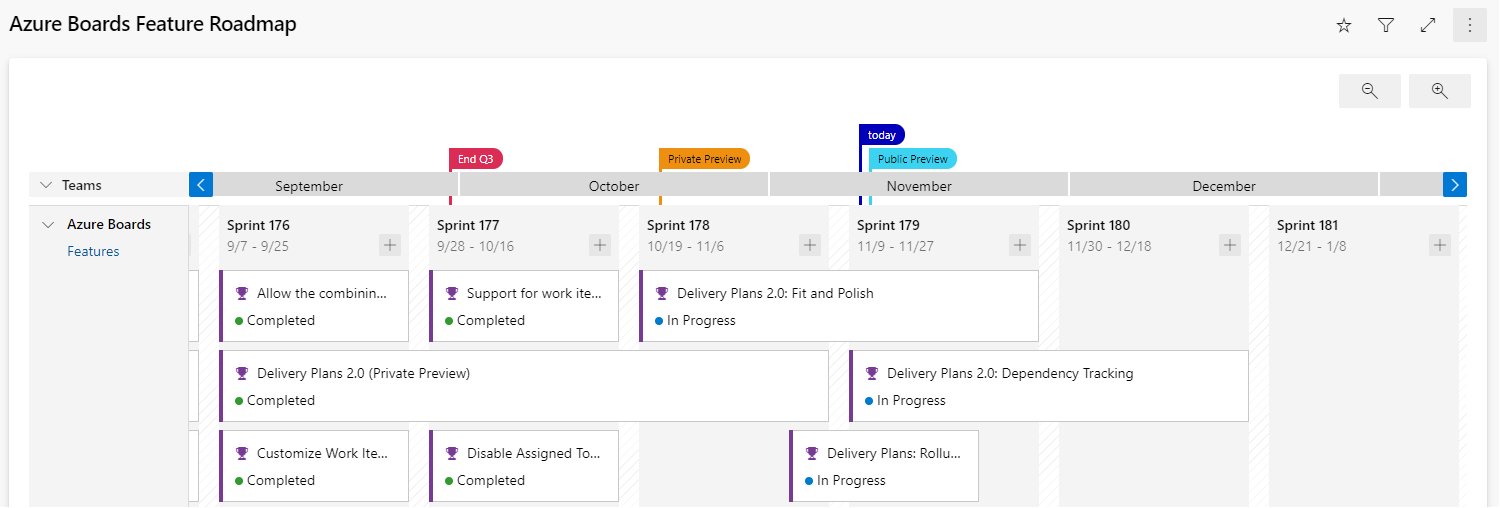 Azure Boards Feature Roadmap
today
End Q3
Private Preview
Public Preview
Teams
September
October
November
December
Azure Boards
Features
Sprint 176
9/7 - 9/25
Sprint 177
9/28 - 10/16
Sprint 178
10/19 - 11/6
Sprint 179
11/9 - 11/27
Sprint 180
11/30 - 12/18
Sprint 181
12/21 - 1/8
Allow the combinin...
Completed
Support for work ite...
Completed
Delivery Plans 2.0: Fit and Polish
In Progress
Delivery Plans 2.0 (Private Preview)
Completed
Delivery Plans 2.0: Dependency Tracking
In Progress
Customize Work Ite...
Completed
Disable Assigned To...
Completed
Delivery Plans: Rollu...
In Progress